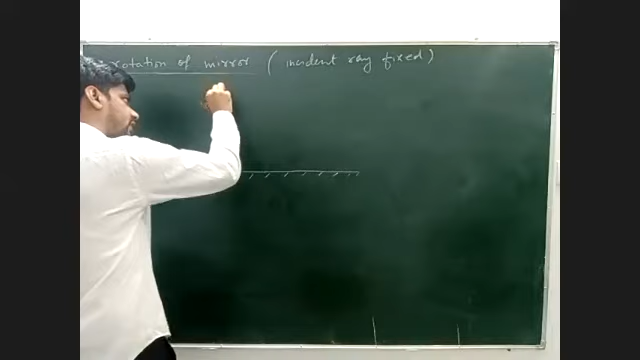 rotation of mirror ( incident ray fixed )